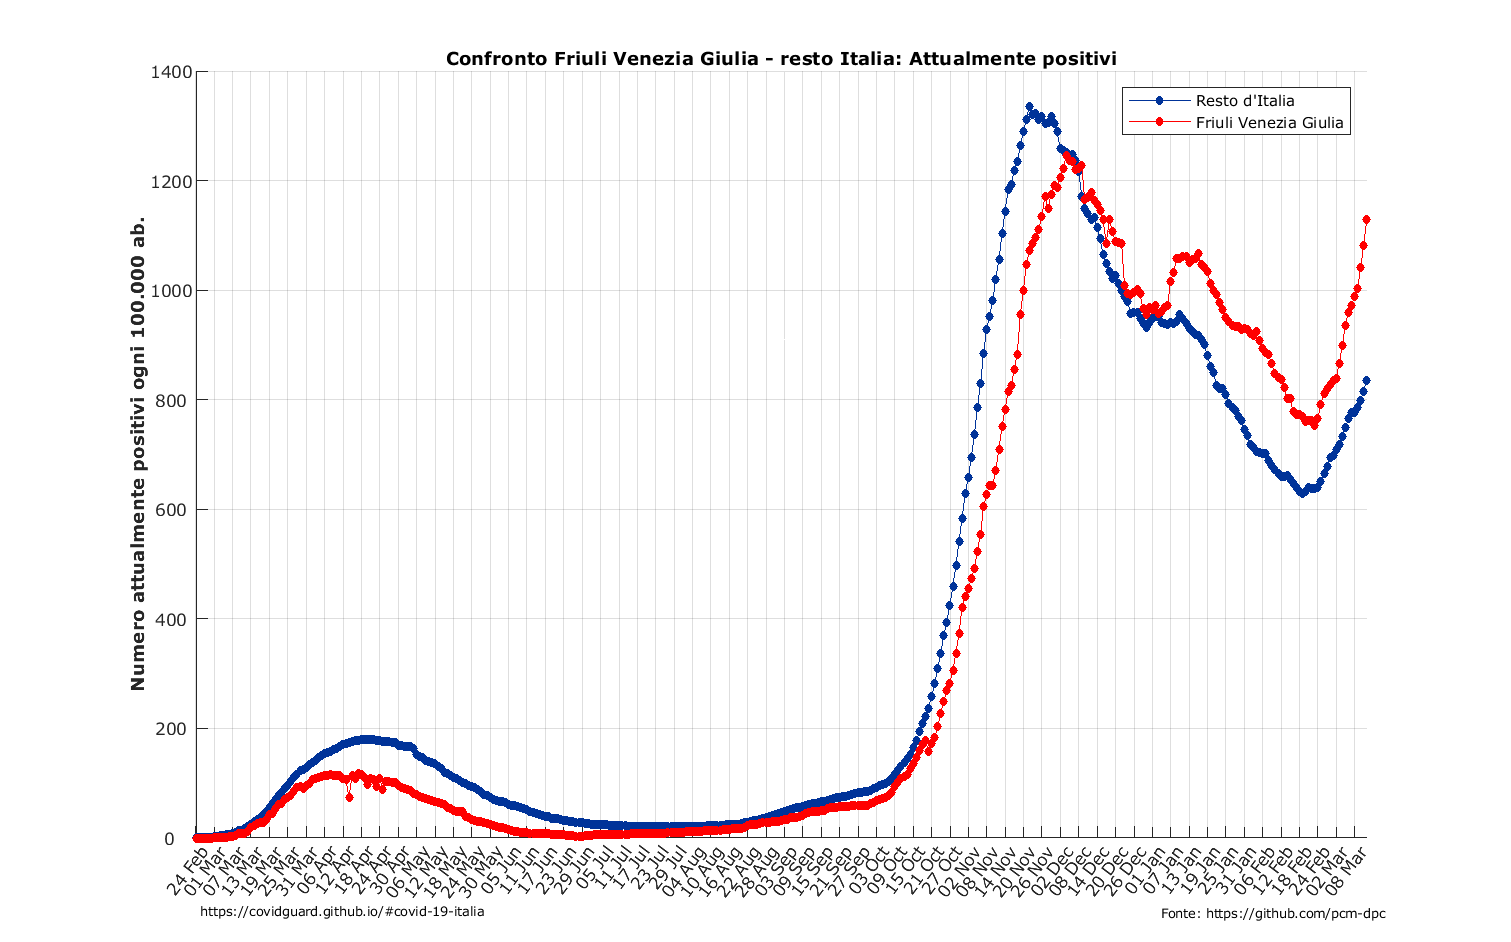 Confronto Friuli Venezia Giulia - resto Italia: Attualmente positivi
Resto d'Italia
Friuli Venezia Giulia
Numero attualmente positivi ogni 100.000 ab.
1400
1200
1000
800
600
400
200
0
24 Feb
01 Mar
07 Mar
13 Mar
19 Mar
25 Mar
31 Mar
06 Apr
12 Apr
18 Apr
24 Apr
30 Apr
06 May
12 May
18 May
24 May
30 May
05 Jun
11 Jun
17 Jun
23 Jun
29 Jun
05 Jul
11 Jul
17 Jul
23 Jul
29 Jul
04 Aug
10 Aug
16 Aug
22 Aug
28 Aug
03 Sep
09 Sep
15 Sep
21 Sep
27 Sep
03 Oct
09 Oct
15 Oct
21 Oct
27 Oct
02 Nov
08 Nov
14 Nov
20 Nov
26 Nov
02 Dec
08 Dec
14 Dec
20 Dec
26 Dec
01 Jan
07 Jan
13 Jan
19 Jan
25 Jan
31 Jan
06 Feb
12 Feb
18 Feb
24 Feb
02 Mar
08 Mar
https://covidguard.github.io/#covid-19-italia
Fonte: https://github.com/pcm-dpc